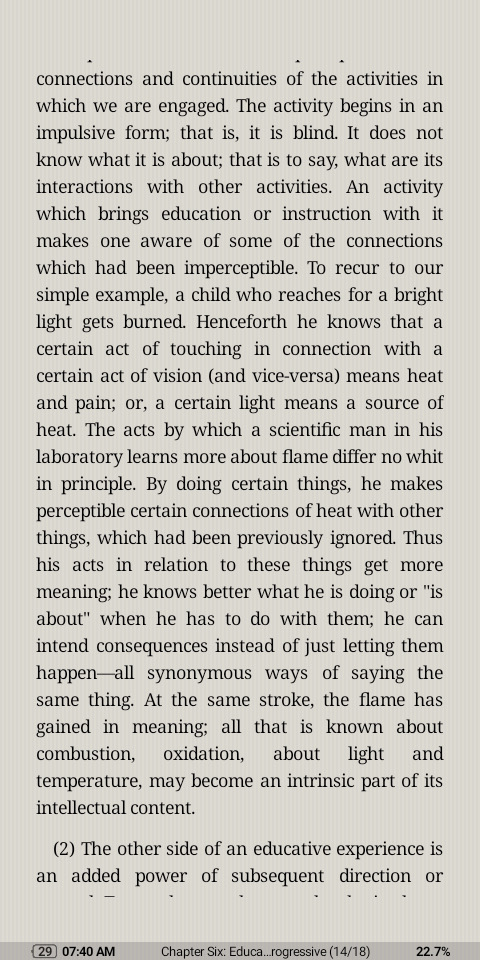 connections and continuities of the activities in
which we are engaged. The activity begins in an
impulsive form; that is, it is blind. It does not
know what it is about; that is to say, what are its
interactions with other activities. An activity
which brings education or instruction with it
makes one aware of some of the connections
which had been imperceptible. To recur to our
simple example, a child who reaches for a bright
light gets burned. Henceforth he knows that a
certain act of touching in connection with a
certain act of vision (and vice-versa) means heat
and pain; or, a certain light means a source of
heat. The acts by which a scientific man in his
laboratory learns more about flame differ no whit
in principle. By doing certain things, he makes
perceptible certain connections of heat with other
things, which had been previously ignored. Thus
his acts in relation to these things get more
meaning; he knows better what he is doing or "is
about" when he has to do with them; he can
intend consequences instead of just letting them
happen—all synonymous ways of saying the
same thing. At the same stroke, the flame has
gained in meaning; all that is known about
combustion, oxidation, about light and
temperature, may become an intrinsic part of its
intellectual content.
(2) The other side of an educative experience is
an added power of subsequent direction or
29 07:40 AM Chapter Six: Educa...rogressive (14/18) 22.7%